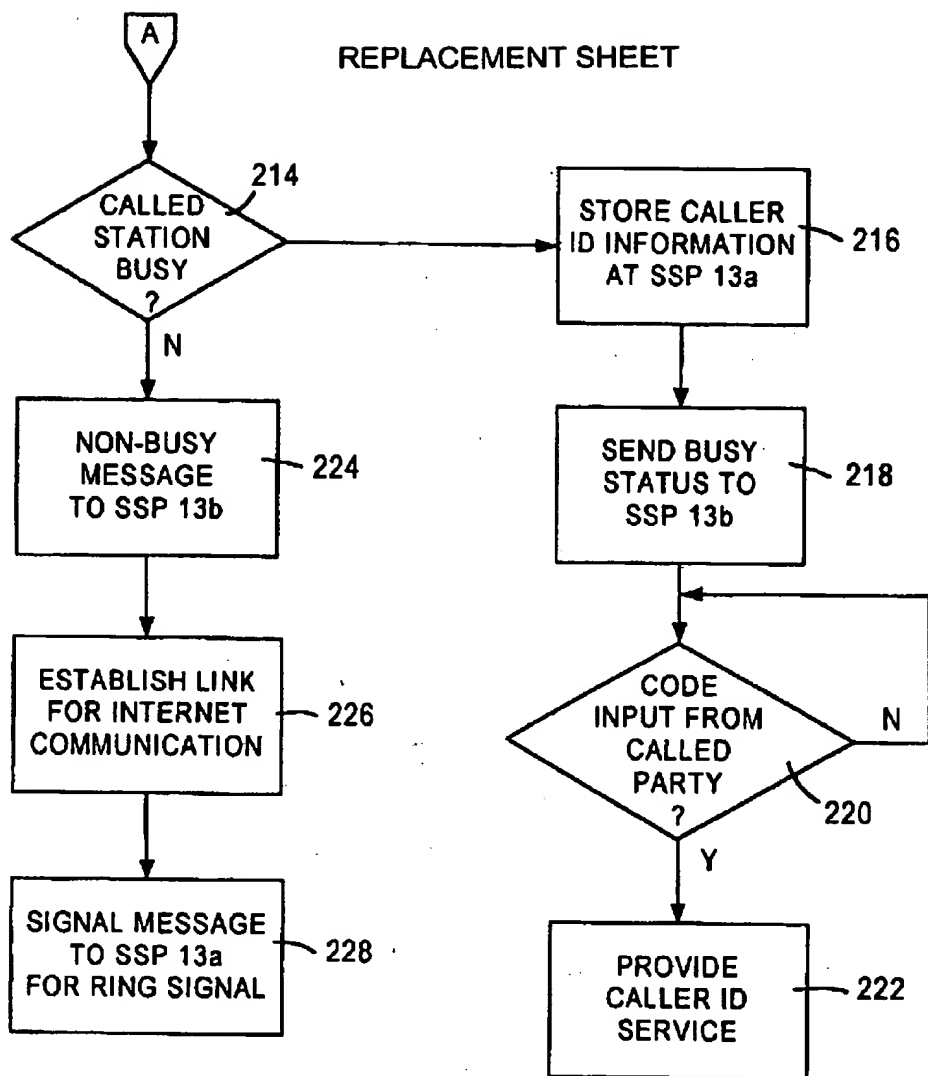 A
REPLACEMENT SHEET
CALLED
STATION
BUSY
?
214
N
STORE CALLER
ID INFORMATION
AT SSP 13a
216
NON-BUSY
MESSAGE
TO SSP 13b
224
SEND BUSY
STATUS TO
SSP 13b
218
ESTABLISH LINK
FOR INTERNET
COMMUNICATION
226
CODE
INPUT FROM
CALLED
PARTY
?
N
220
Y
SIGNAL MESSAGE
TO SSP 13a
FOR RING SIGNAL
228
PROVIDE
CALLER ID
SERVICE
222